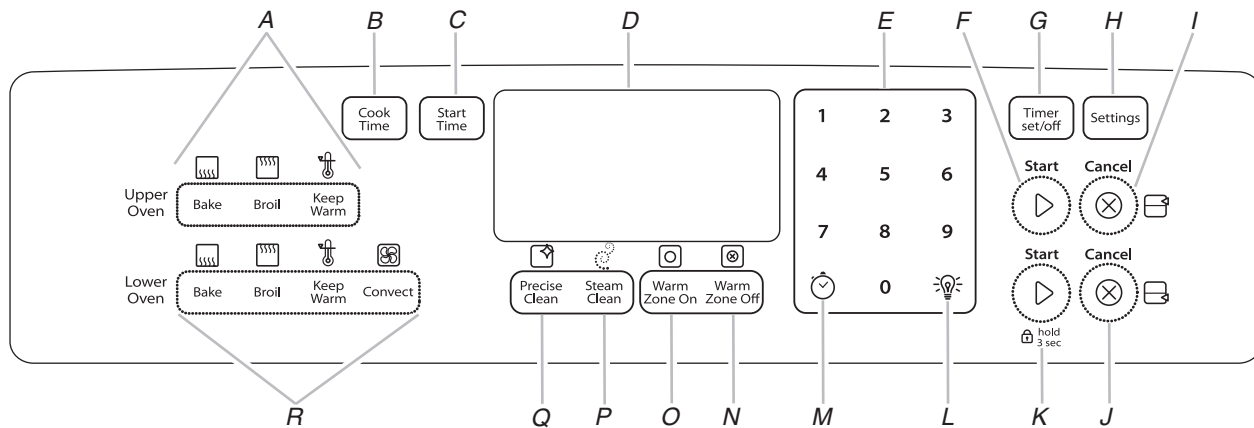 A B C D E F G H I
Cook
Time
Start
Time
1 2 3
Timer
set/off
Settings
Start Cancel
4 5 6
Upper
Oven
Bake Broil Keep
Warm
7 8 9
Start Cancel
Lower
Oven
Bake Broil Keep
Warm
Convect
Precise
Clean
Steam
Clean
Warm
Zone On
Warm
Zone Off
0
hold
3 sec
R Q P O N M L K J